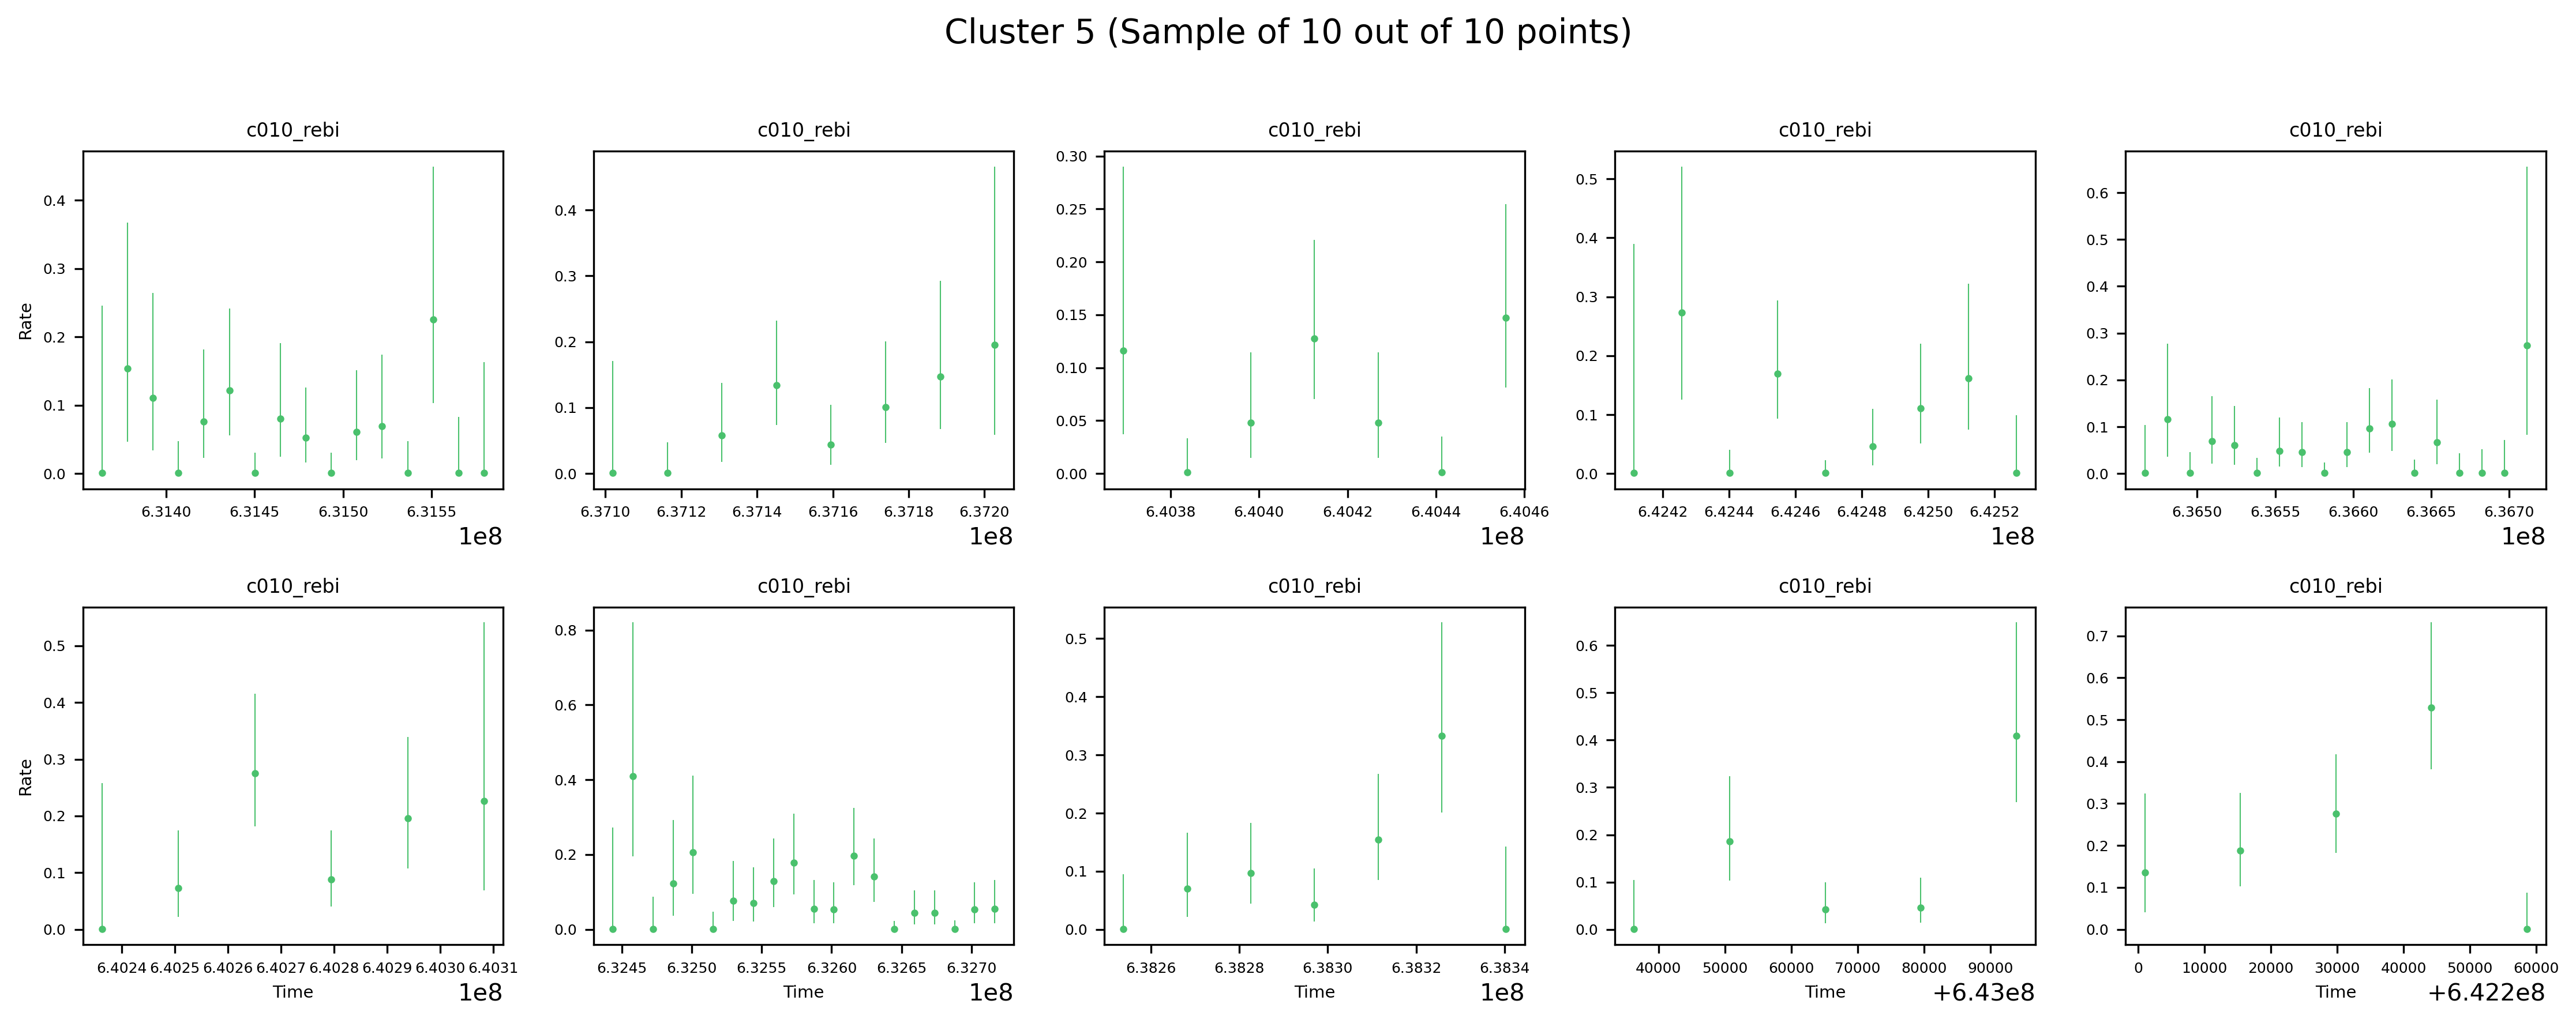 Cluster 5 (Sample of 10 out of 10 points)
c010_rebi c010_rebi c010_rebi c010_rebi c010_rebi
Rate
0.4 0.3 0.2 0.1 0.0
6.3140 6.3145 6.3150 6.3155
1e8
0.4 0.3 0.2 0.1 0.0
6.3710 6.3712 6.3714 6.3716 6.3718 6.3720
1e8
0.30 0.25 0.20 0.15 0.10 0.05 0.00
6.4038 6.4040 6.4042 6.4044 6.4046
1e8
0.5 0.4 0.3 0.2 0.1 0.0
6.4242 6.4244 6.4246 6.4248 6.4250 6.4252
1e8
0.6 0.5 0.4 0.3 0.2 0.1 0.0
6.3650 6.3655 6.3660 6.3665 6.3670
1e8
c010_rebi c010_rebi c010_rebi c010_rebi c010_rebi
Rate
0.5 0.4 0.3 0.2 0.1 0.0
6.4024 6.4025 6.4026 6.4027 6.4028 6.4029 6.4030 6.4031
Time 1e8
0.8 0.6 0.4 0.2 0.0
6.3245 6.3250 6.3255 6.3260 6.3265 6.3270
Time 1e8
0.5 0.4 0.3 0.2 0.1 0.0
6.3826 6.3828 6.3830 6.3832 6.3834
Time 1e8
0.6 0.5 0.4 0.3 0.2 0.1 0.0
40000 50000 60000 70000 80000 90000
Time +6.43e8
0.7 0.6 0.5 0.4 0.3 0.2 0.1 0.0
0 10000 20000 30000 40000 50000 60000
Time +6.422e8